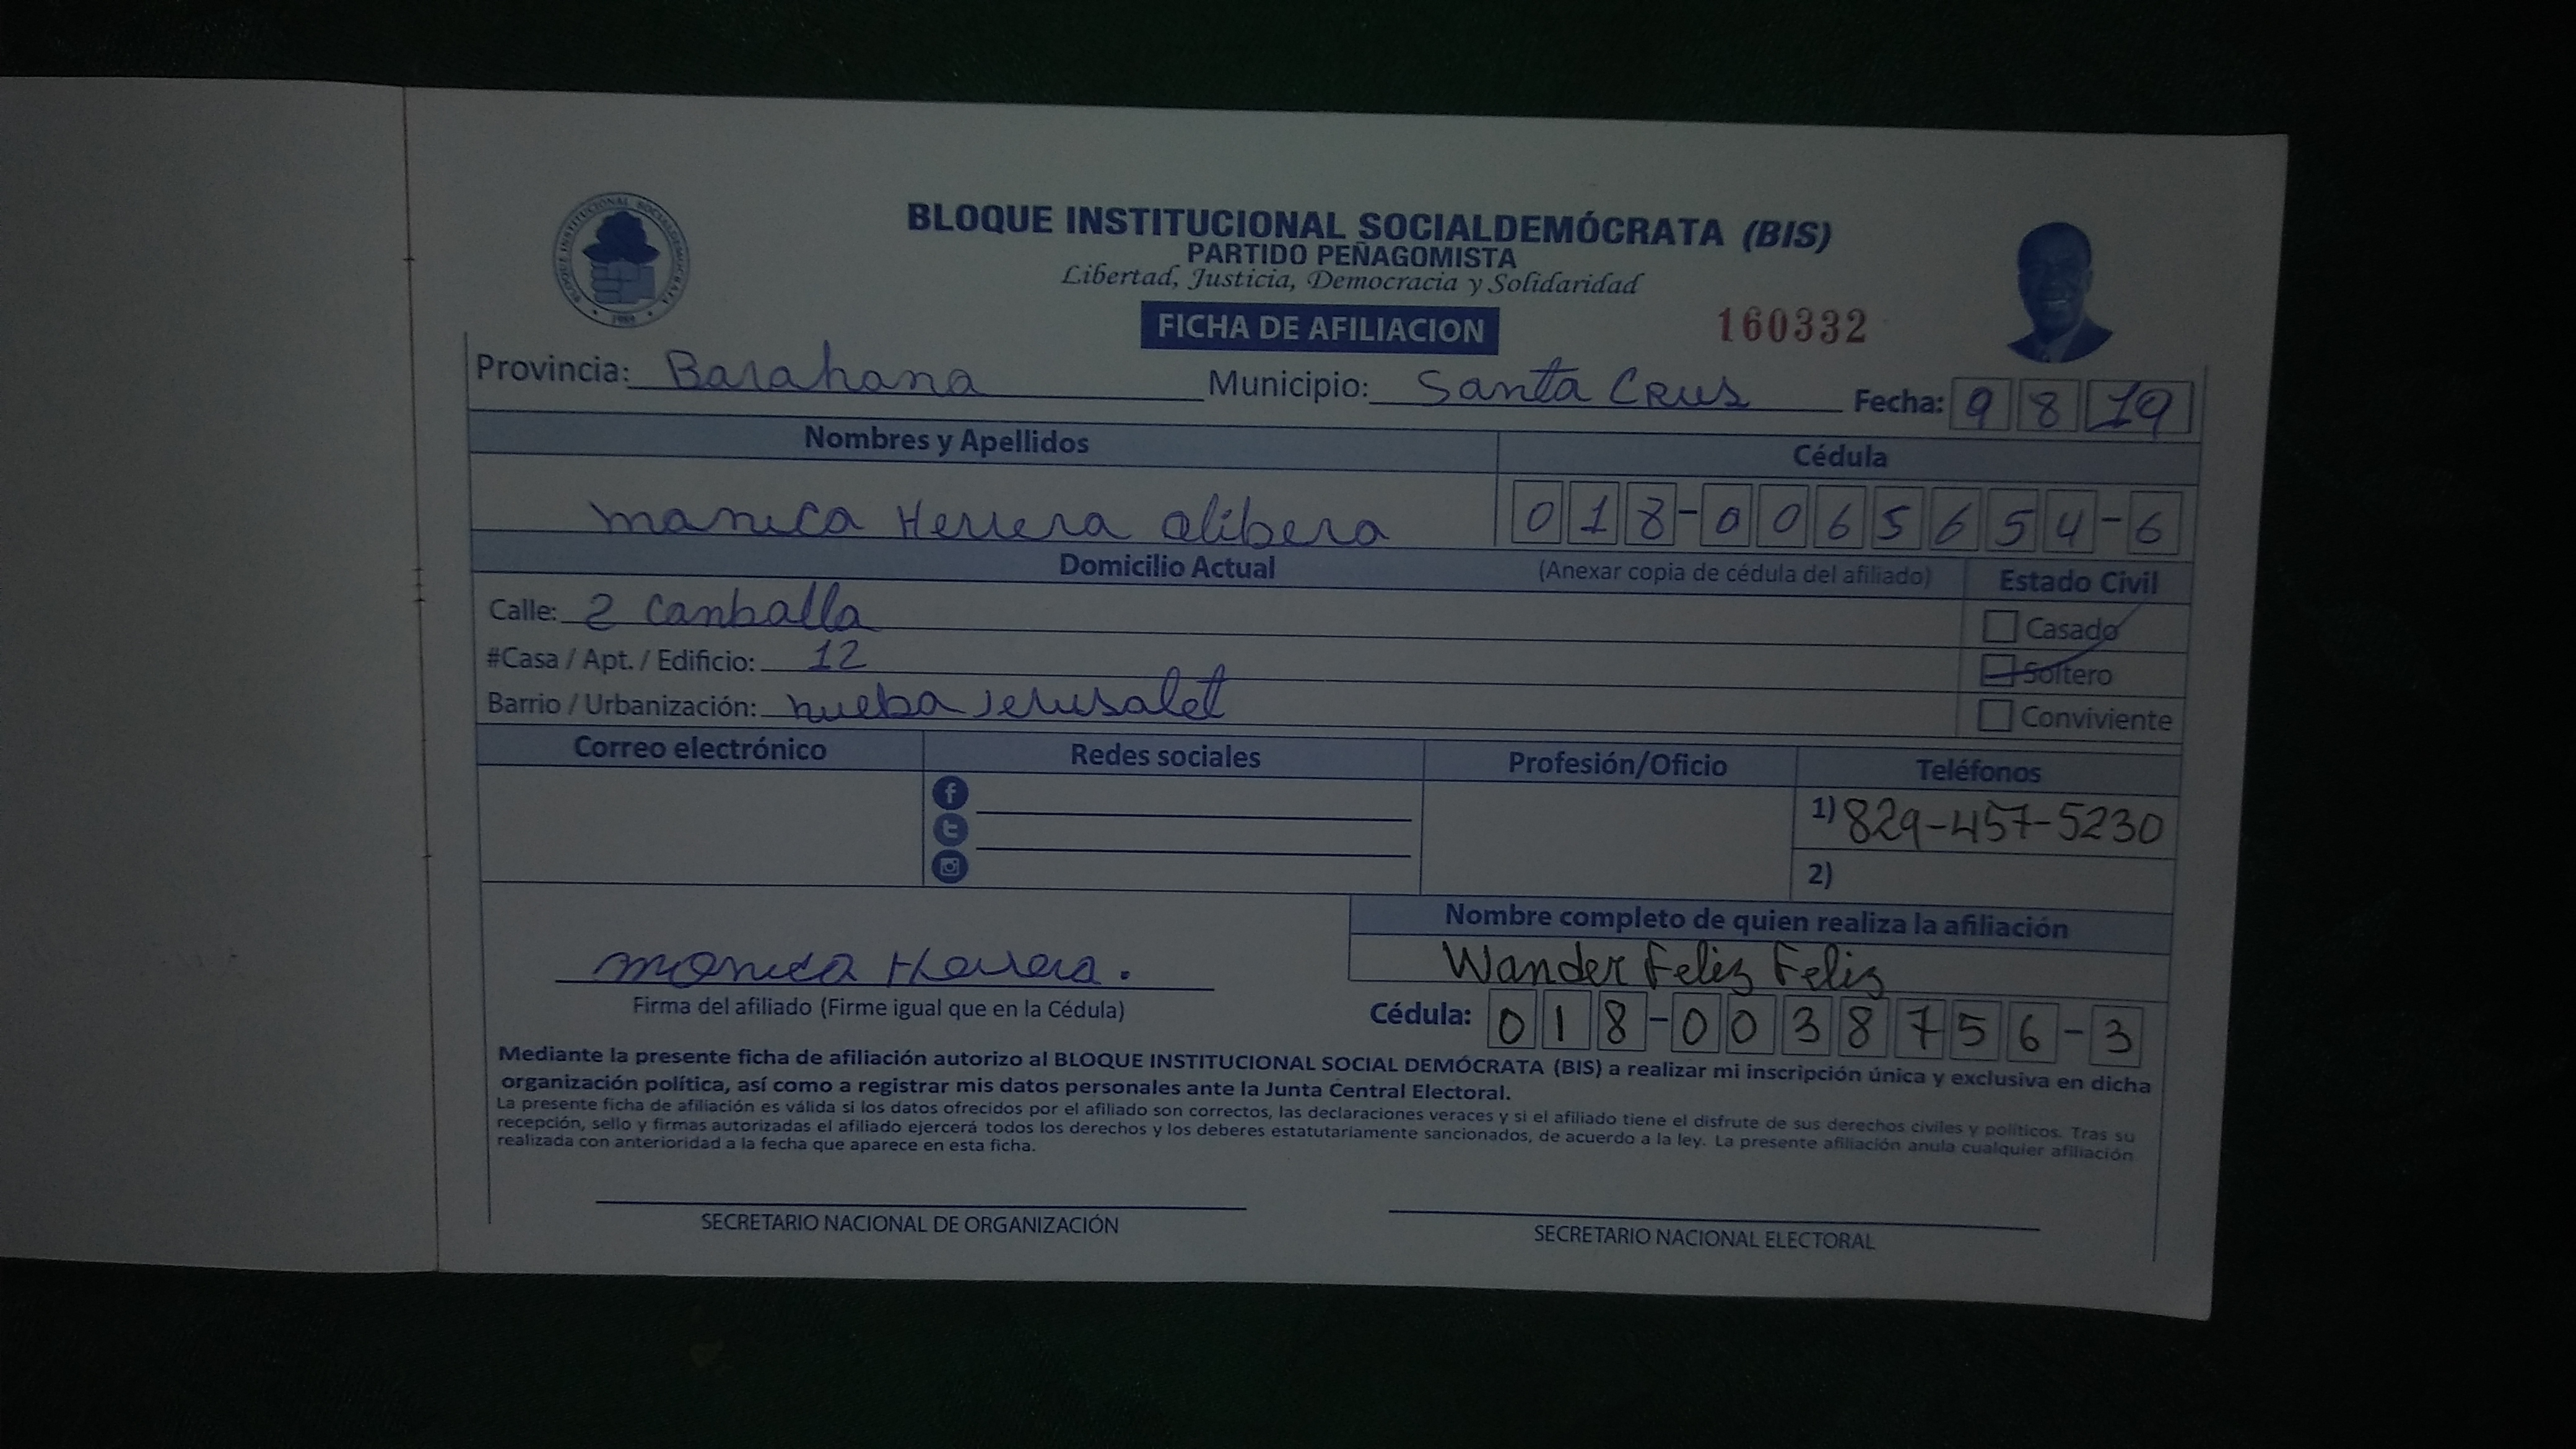 BLOQUE INSTITUCIONAL SOCIALDEMÓCRATA (BIS)
PARTIDO PEÑAGOMISTA
Libertad, Justicia, Democracia y Solidaridad
FICHA DE AFILIACION
160332
BLOQUE INSTITUCIONAL SOCIALDEMOCRATA
Provincia: Barahona Municipio: Santa Crus Fecha: 9 8 19
Nombres y Apellidos Cédula
manica Herrera olibera 018-0065654-6
Domicilio Actual (Anexar copia de cédula del afiliado) Estado Civil
Calle: 2 Canballa
Casado
#Casa / Apt. / Edificio: 12
Soltero
Barrio / Urbanización: nueba Jerusalet
Conviviente
Correo electrónico Redes sociales Profesión/Oficio Teléfonos
1) 829-457-5230
2)
Nombre completo de quien realiza la afiliación
Wander Feliz Feliz
monica Herrera.
Firma del afiliado (Firme igual que en la Cédula)
Cédula: 018-0038756-3
Mediante la presente ficha de afiliación autorizo al BLOQUE INSTITUCIONAL SOCIAL DEMÓCRATA (BIS) a realizar mi inscripción única y exclusiva en dicha
organización política, así como a registrar mis datos personales ante la Junta Central Electoral.
La presente ficha de afiliación es válida si los datos ofrecidos por el afiliado son correctos, las declaraciones veraces y si el afiliado tiene el disfrute de sus derechos civiles y políticos. Tras su
recepción, sello y firmas autorizadas el afiliado ejercerá todos los derechos y los deberes estatutariamente sancionados, de acuerdo a la ley. La presente afiliación anula cualquier afiliación
realizada con anterioridad a la fecha que aparece en esta ficha.
SECRETARIO NACIONAL DE ORGANIZACIÓN
SECRETARIO NACIONAL ELECTORAL